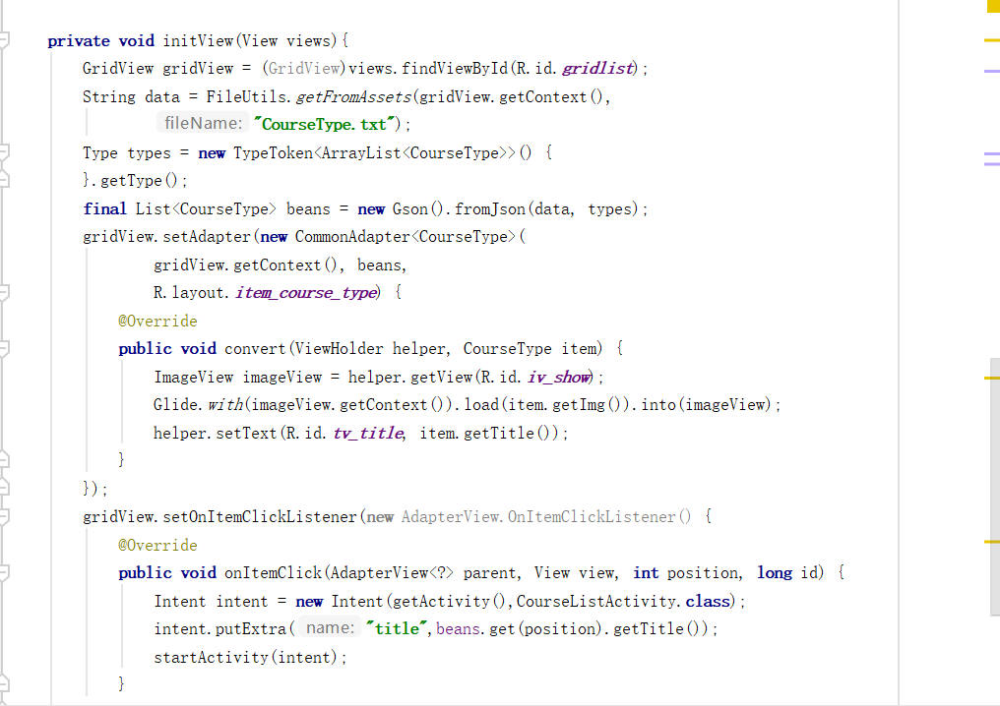 private void initView(View views){
GridView gridView = (GridView)views.findViewById(R.id.gridlist);
String data = FileUtils.getFromAssets(gridView.getContext(),
fileName: "CourseType.txt");
Type types = new TypeToken<ArrayList<CourseType>>() {
}.getType();
final List<CourseType> beans = new Gson().fromJson(data, types);
gridView.setAdapter(new CommonAdapter<CourseType>(
gridView.getContext(), beans,
R.layout.item_course_type) {
@Override
public void convert(ViewHolder helper, CourseType item) {
ImageView imageView = helper.getView(R.id.iv_show);
Glide.with(imageView.getContext()).load(item.getImg()).into(imageView);
helper.setText(R.id.tv_title, item.getTitle());
}
});
gridView.setOnItemClickListener(new AdapterView.OnItemClickListener() {
@Override
public void onItemClick(AdapterView<?> parent, View view, int position, long id) {
Intent intent = new Intent(getActivity(),CourseListActivity.class);
intent.putExtra( name: "title",beans.get(position).getTitle());
startActivity(intent);
}